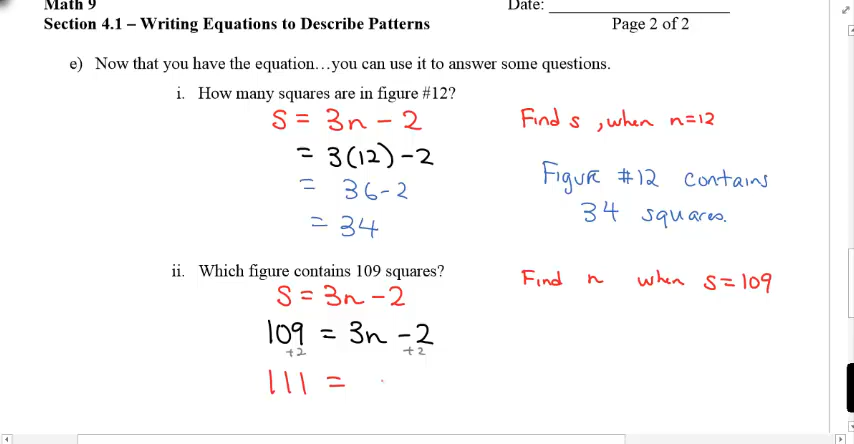 Math 9 Date: ____________________
Section 4.1 – Writing Equations to Describe Patterns Page 2 of 2
e) Now that you have the equation…you can use it to answer some questions.
i. How many squares are in figure #12?
S = 3n - 2 Find s, when n=12
= 3(12) - 2
= 36 - 2 Figure #12 contains
= 34 34 squares.
ii. Which figure contains 109 squares?
S = 3n - 2 Find n when S=109
109 = 3n - 2
+2 +2
111 =